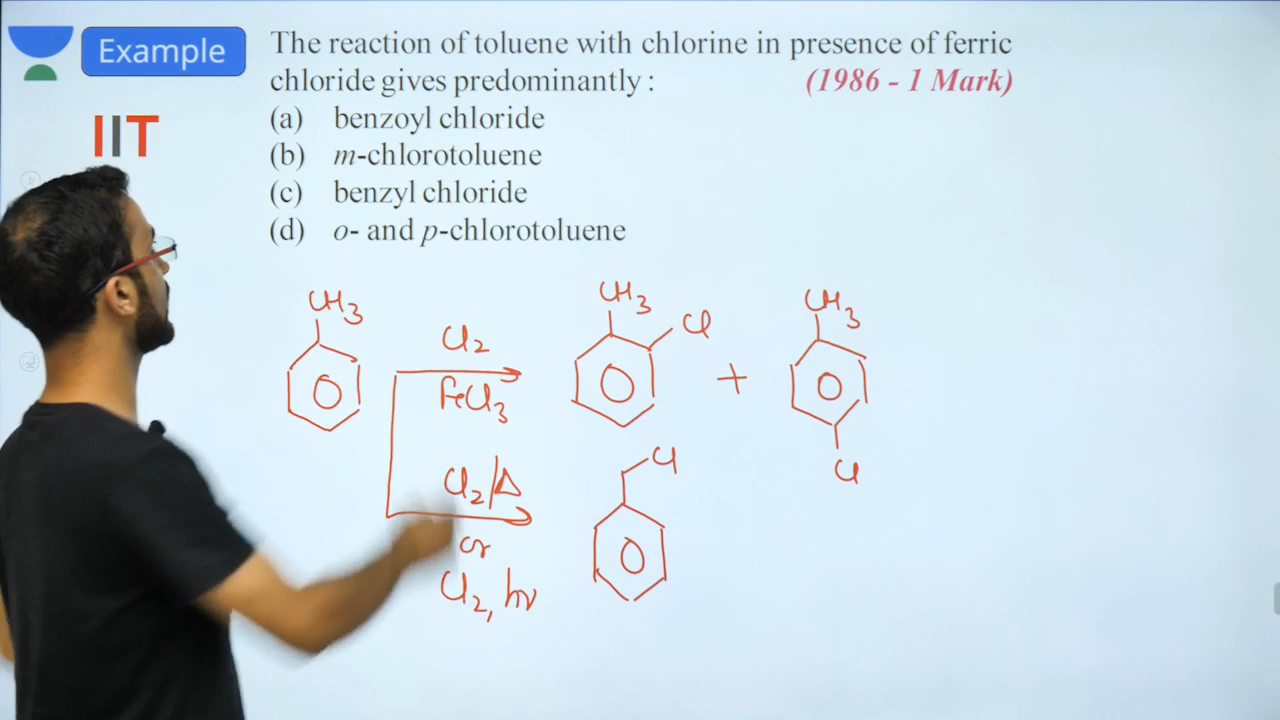 Example
The reaction of toluene with chlorine in presence of ferric
chloride gives predominantly : (1986 - 1 Mark)
IIT
(a) benzoyl chloride
(b) m-chlorotoluene
(c) benzyl chloride
(d) o- and p-chlorotoluene
CH3
Cl2
FeCl3
CH3
Cl
+
CH3
Cl
Cl2/Δ
or
Cl2, hν
Cl